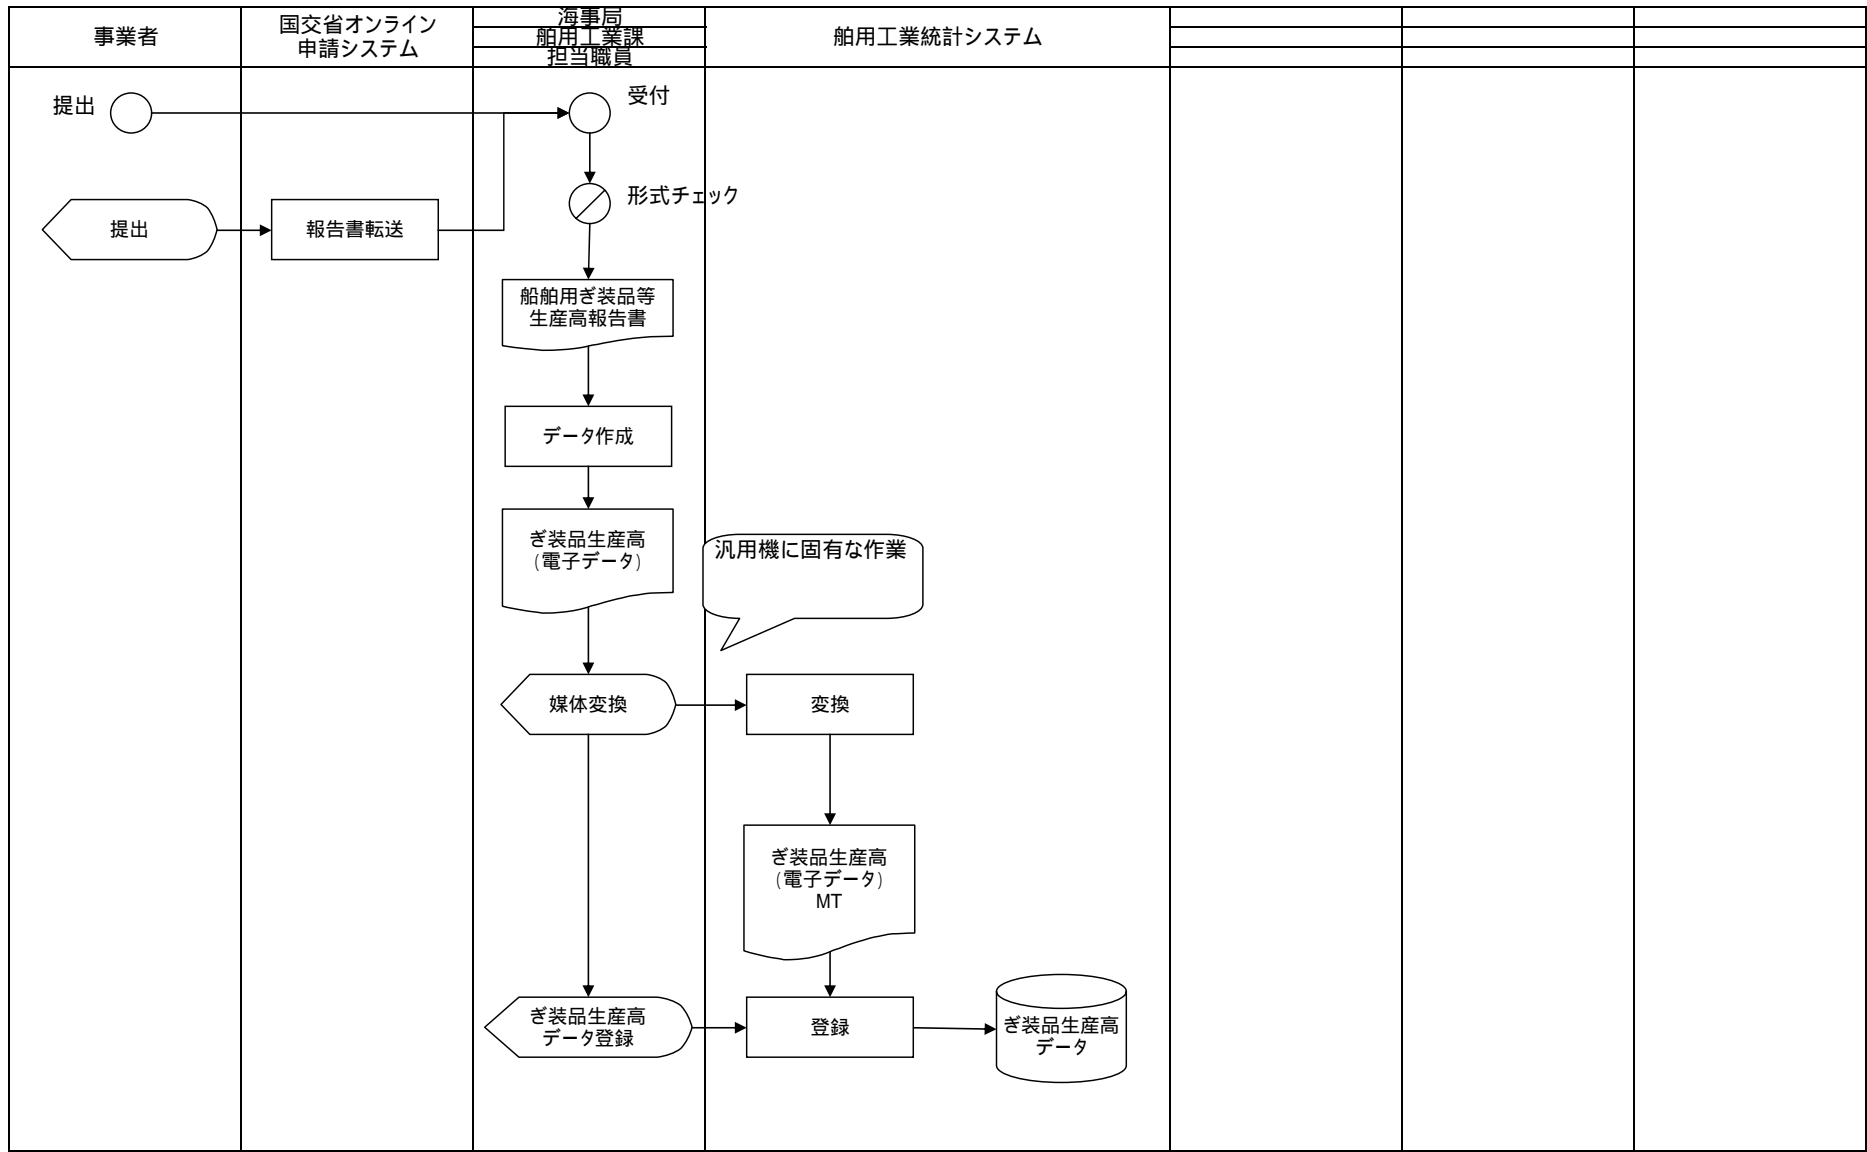 事業者
国交省オンライン
申請システム
海事局
舶用工業課
担当職員
舶用工業統計システム
提出
受付
形式チェック
提出
報告書転送
船舶用ぎ装品等
生産高報告書
データ作成
ぎ装品生産高
(電子データ)
汎用機に固有な作業
媒体変換
変換
ぎ装品生産高
(電子データ)
MT
ぎ装品生産高
データ登録
登録
ぎ装品生産高
データ